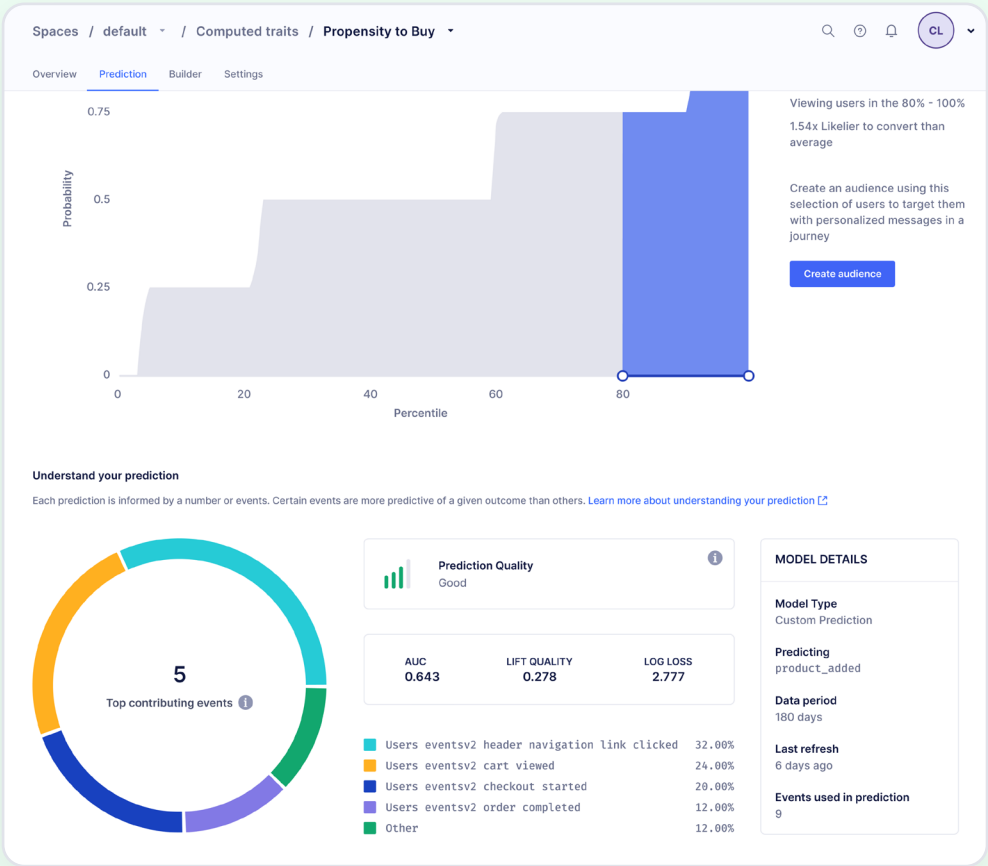 Spaces / default / Computed traits / Propensity to Buy
CL
Overview Prediction Builder Settings
0.75
0.5
0.25
0
Probability
0 20 40 60 80
Percentile
Viewing users in the 80% - 100%
1.54x Likelier to convert than
average
Create an audience using this
selection of users to target them
with personalized messages in a
journey
Create audience
Understand your prediction
Each prediction is informed by a number or events. Certain events are more predictive of a given outcome than others. Learn more about understanding your prediction
5
Top contributing events
Prediction Quality
Good
AUC LIFT QUALITY LOG LOSS
0.643 0.278 2.777
Users eventsv2 header navigation link clicked 32.00%
Users eventsv2 cart viewed 24.00%
Users eventsv2 checkout started 20.00%
Users eventsv2 order completed 12.00%
Other 12.00%
MODEL DETAILS
Model Type
Custom Prediction
Predicting
product_added
Data period
180 days
Last refresh
6 days ago
Events used in prediction
9